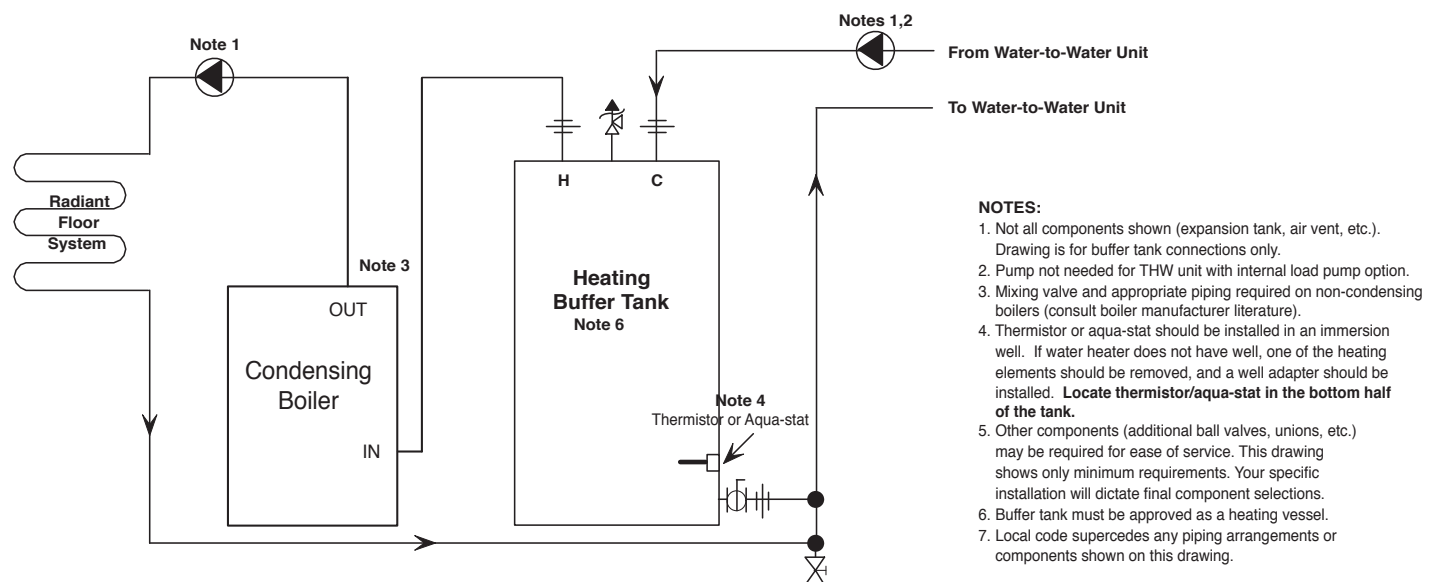 Notes 1,2
Note 1
From Water-to-Water Unit
To Water-to-Water Unit
H
C
Radiant
Floor
System
Note 3
OUT
Condensing
Boiler
IN
Heating
Buffer Tank
Note 6
Note 4
Thermistor or Aqua-stat
NOTES:
1. Not all components shown (expansion tank, air vent, etc.).
Drawing is for buffer tank connections only.
2. Pump not needed for THW unit with internal load pump option.
3. Mixing valve and appropriate piping required on non-condensing
boilers (consult boiler manufacturer literature).
4. Thermistor or aqua-stat should be installed in an immersion
well. If water heater does not have well, one of the heating
elements should be removed, and a well adapter should be
installed. Locate thermistor/aqua-stat in the bottom half
of the tank.
5. Other components (additional ball valves, unions, etc.)
may be required for ease of service. This drawing
shows only minimum requirements. Your specific
installation will dictate final component selections.
6. Buffer tank must be approved as a heating vessel.
7. Local code supercedes any piping arrangements or
components shown on this drawing.